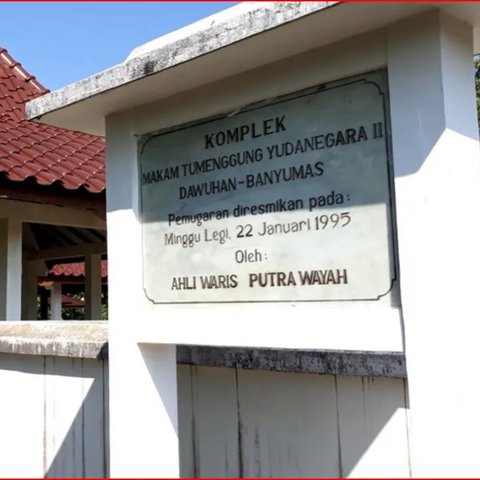 KOMPLEK
MAKAM TUMENGGUNG YUDANEGARA II
DAWUHAN-BANYUMAS
Pemugaran diresmikan pada:
Minggu Legi, 22 Januari 1995
Oleh:
AHLI WARIS PUTRA WAYAH